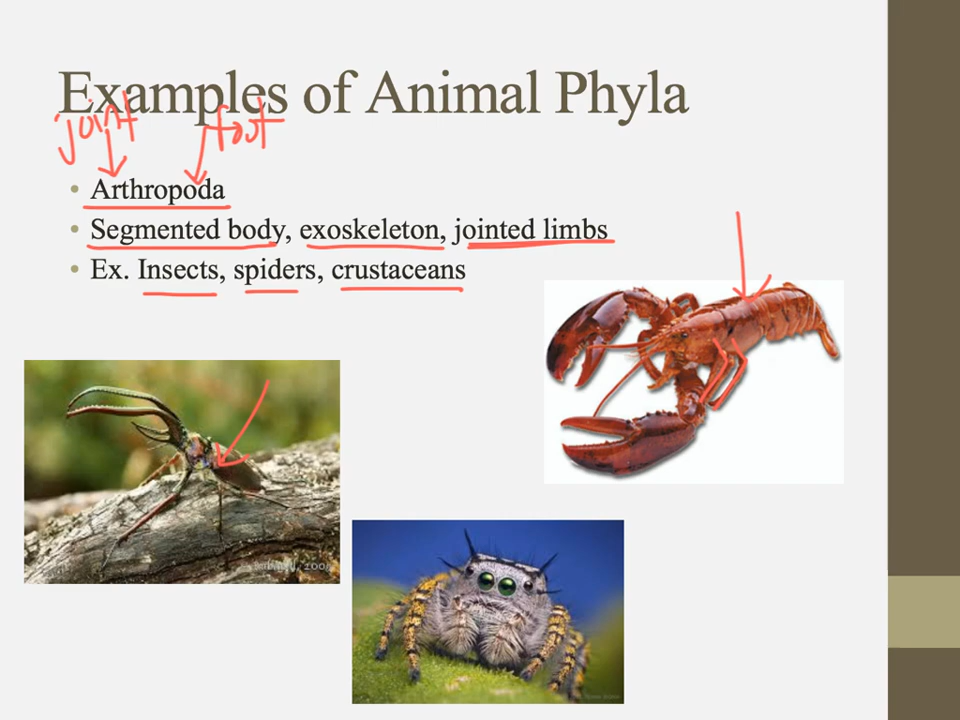 Examples of Animal Phyla
joint foot
• Arthropoda
• Segmented body, exoskeleton, jointed limbs
• Ex. Insects, spiders, crustaceans